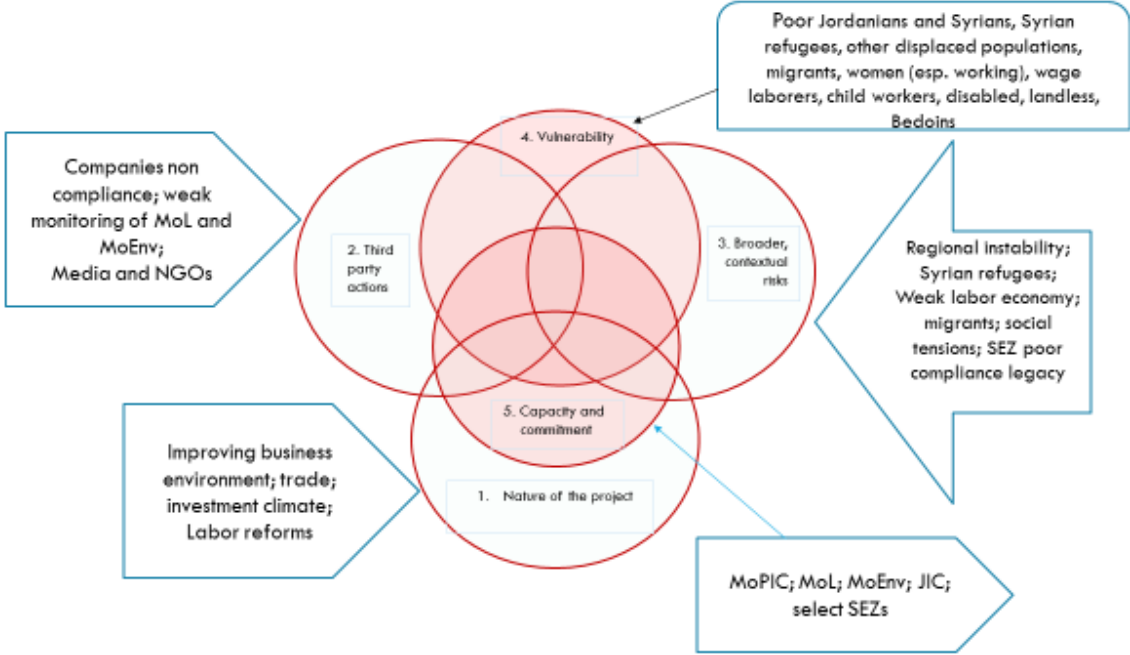 Poor Jordanians and Syrians, Syrian
refugees, other displaced populations,
migrants, women (esp. working), wage
laborers, child workers, disabled, landless,
Bedoins
4. Vulnerability
Companies non
compliance; weak
monitoring of MoL and
MoEnv;
Media and NGOs
2. Third
party
actions
3. Broader,
contextual
risks
Regional instability;
Syrian refugees;
Weak labor economy;
migrants; social
tensions; SEZ poor
compliance legacy
5. Capacity and
commitment
Improving business
environment; trade;
investment climate;
Labor reforms
1. Nature of the project
MoPIC; MoL; MoEnv; JIC;
select SEZs